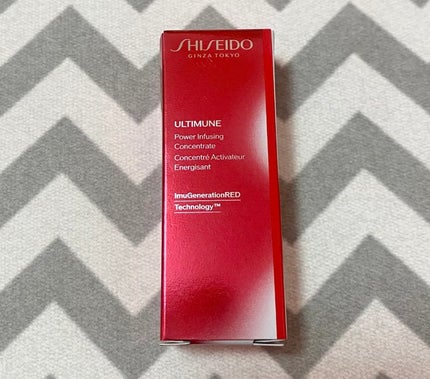 SHISEIDO
GINZA TOKYO
ULTIMUNE
Power Infusing
Concentrate
Concentré Activateur
Energisant
ImuGenerationRED
Technology™